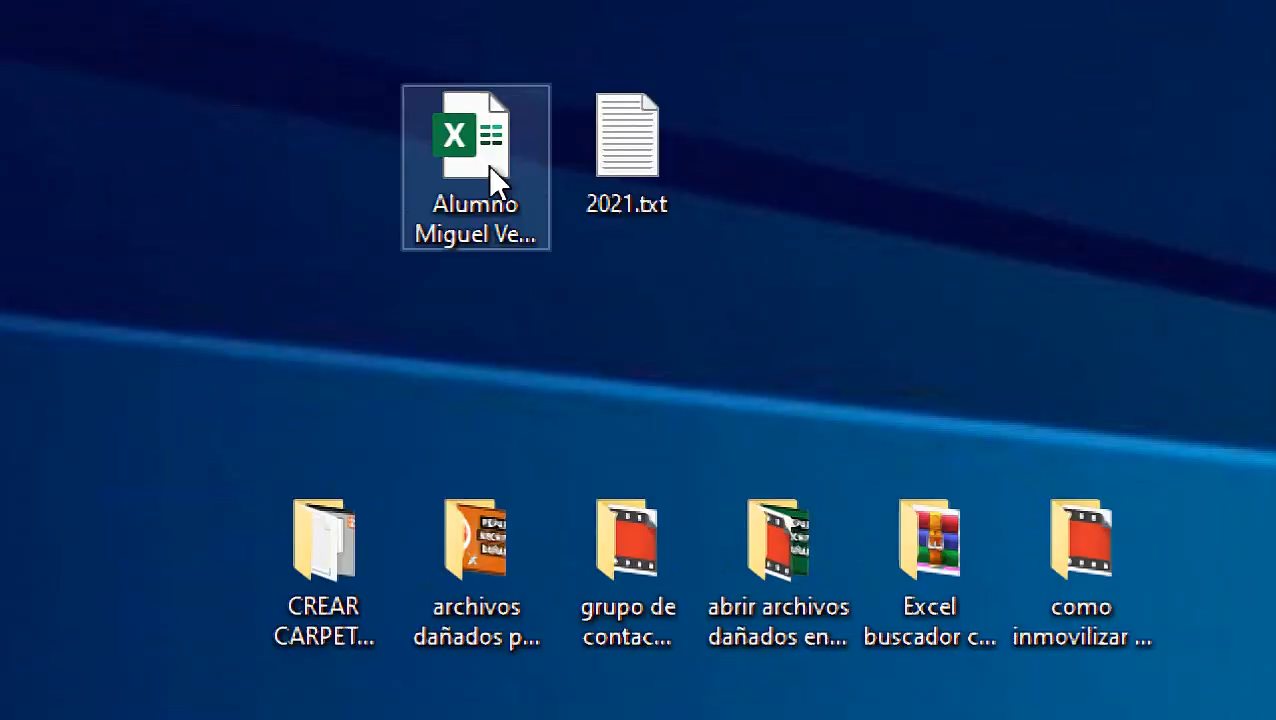 X
Alumno
Miguel Ve...
2021.txt
CREAR
CARPET...
archivos
dañados p...
grupo de
contac...
abrir archivos
dañados en...
Excel
buscador c...
como
inmovilizar ...